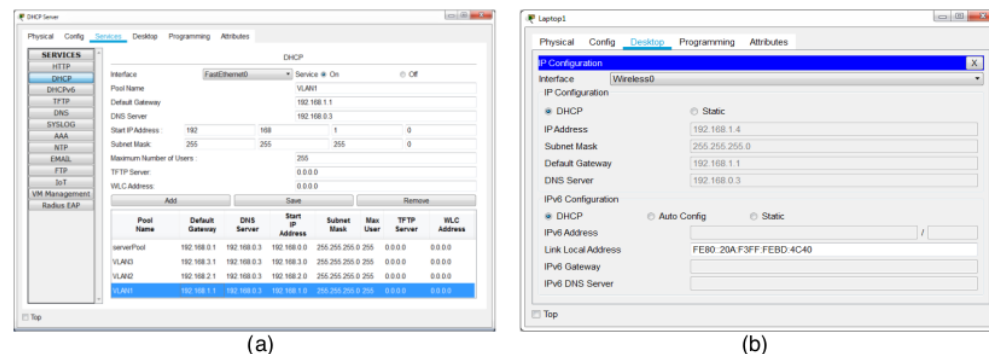 DHCP Server
Physical Config Services Desktop Programming Attributes
SERVICES
HTTP
DHCP
DHCPv6
TFTP
DNS
SYSLOG
AAA
NTP
EMAIL
FTP
IoT
VM Management
Radius EAP
DHCP
Interface FastEthernet0 Service On Off
Pool Name VLAN1
Default Gateway 192.168.1.1
DNS Server 192.168.0.3
Start IP Address : 192 168 1 0
Subnet Mask: 255 255 255 0
Maximum Number of Users : 255
TFTP Server: 0.0.0.0
WLC Address: 0.0.0.0
Add Save Remove
Pool Name Default Gateway DNS Server Start IP Address Subnet Mask Max User TFTP Server WLC Address
serverPool 192.168.0.1 192.168.0.3 192.168.0.0 255.255.255.0 255 0.0.0.0 0.0.0.0
VLAN3 192.168.3.1 192.168.0.3 192.168.3.0 255.255.255.0 255 0.0.0.0 0.0.0.0
VLAN2 192.168.2.1 192.168.0.3 192.168.2.0 255.255.255.0 255 0.0.0.0 0.0.0.0
VLAN1 192.168.1.1 192.168.0.3 192.168.1.0 255.255.255.0 255 0.0.0.0 0.0.0.0
Top
(a)
Laptop1
Physical Config Desktop Programming Attributes
IP Configuration X
Interface Wireless0
IP Configuration
DHCP Static
IP Address 192.168.1.4
Subnet Mask 255.255.255.0
Default Gateway 192.168.1.1
DNS Server 192.168.0.3
IPv6 Configuration
DHCP Auto Config Static
IPv6 Address /
Link Local Address FE80::20A:F3FF:FEBD:4C40
IPv6 Gateway
IPv6 DNS Server
Top
(b)